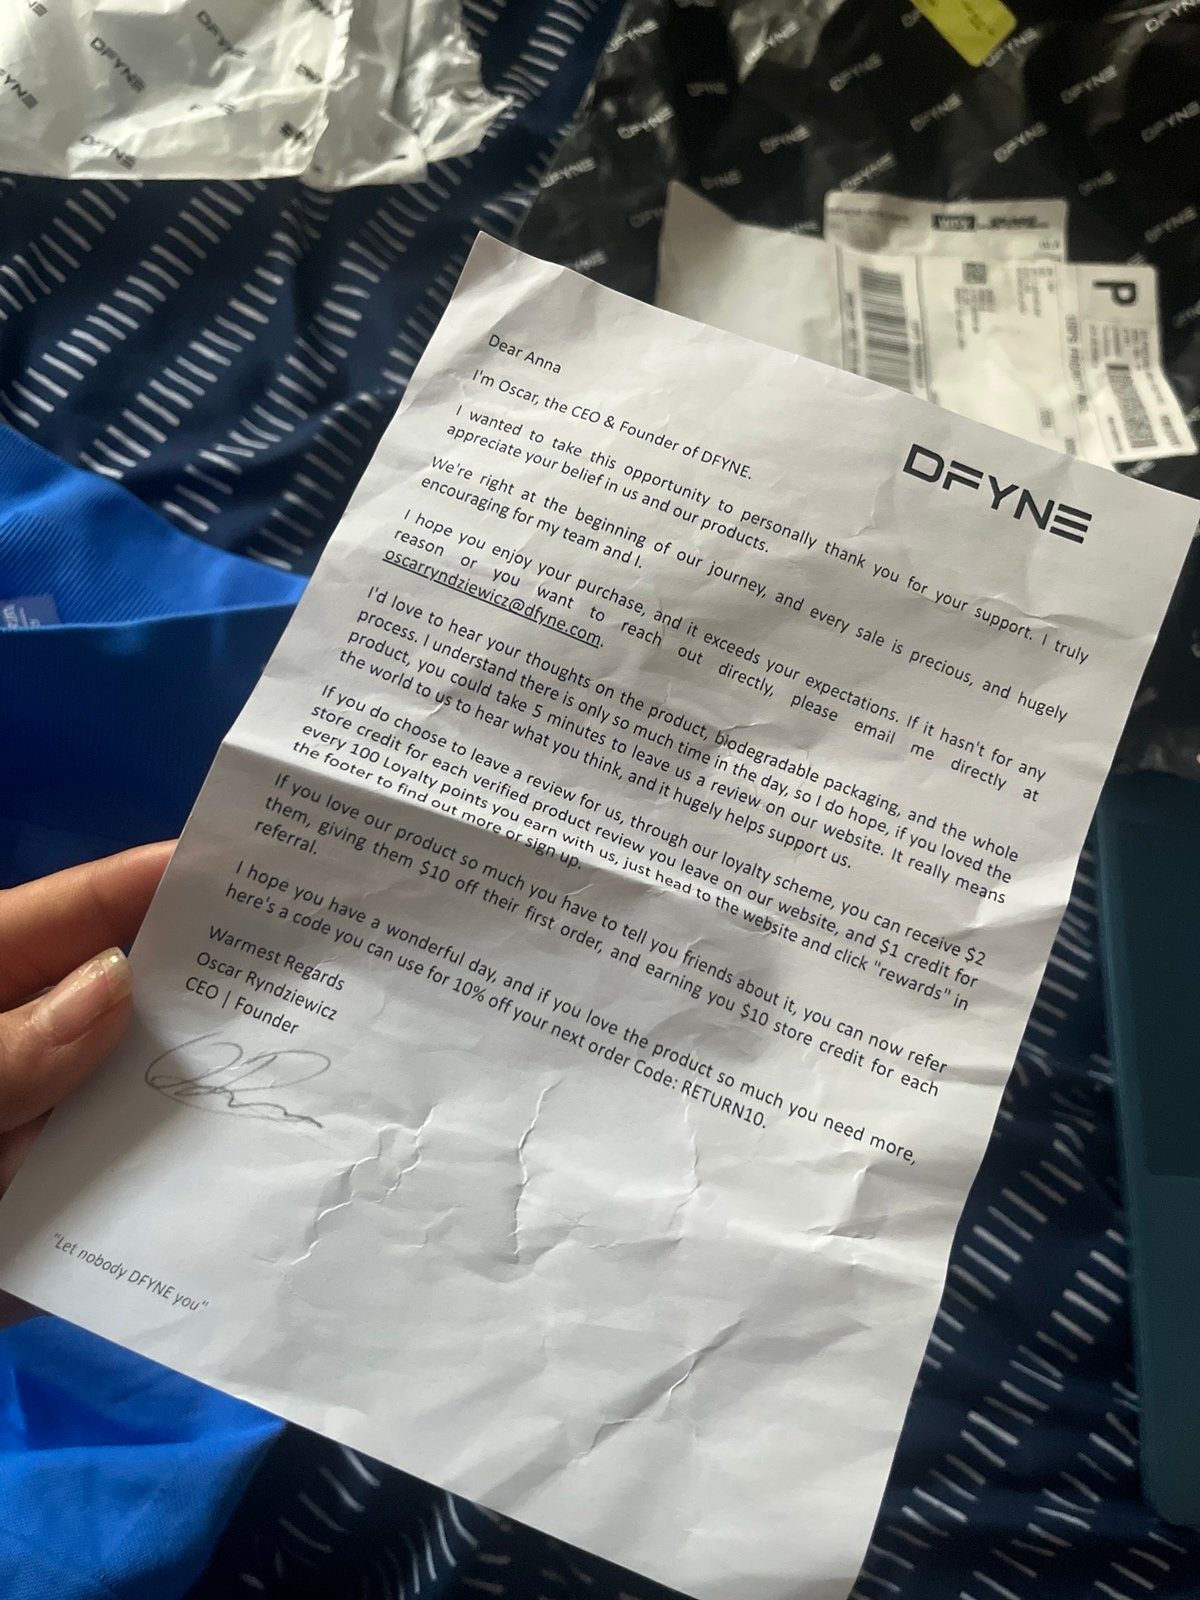 DFYNE
DFYNE
DFYNE
DFYNE
DFYNE
DFYNE
DFYNE
DFYNE
DFYNE
P
DFYNE
Dear Anna
I'm Oscar, the CEO & Founder of DFYNE.
I wanted to take this opportunity to personally thank you for your support. I truly
appreciate your belief in us and our products.
We're right at the beginning of our journey, and every sale is precious, and hugely
encouraging for my team and I.
I hope you enjoy your purchase, and it exceeds your expectations. If it hasn't for any
reason or you want to reach out directly, please email me directly at
oscarryndziewicz@dfyne.com.
I'd love to hear your thoughts on the product, biodegradable packaging, and the whole
process. I understand there is only so much time in the day, so I do hope, if you loved the
product, you could take 5 minutes to leave us a review on our website. It really means
the world to us to hear what you think, and it hugely helps support us.
If you do choose to leave a review for us, through our loyalty scheme, you can receive $2
store credit for each verified product review you leave on our website, and $1 credit for
every 100 Loyalty points you earn with us, just head to the website and click "rewards" in
the footer to find out more or sign up.
If you love our product so much you have to tell you friends about it, you can now refer
them, giving them $10 off their first order, and earning you $10 store credit for each
referral.
I hope you have a wonderful day, and if you love the product so much you need more,
here's a code you can use for 10% off your next order Code: RETURN10.
Warmest Regards
Oscar Ryndziewicz
CEO | Founder
"Let nobody DFYNE you"